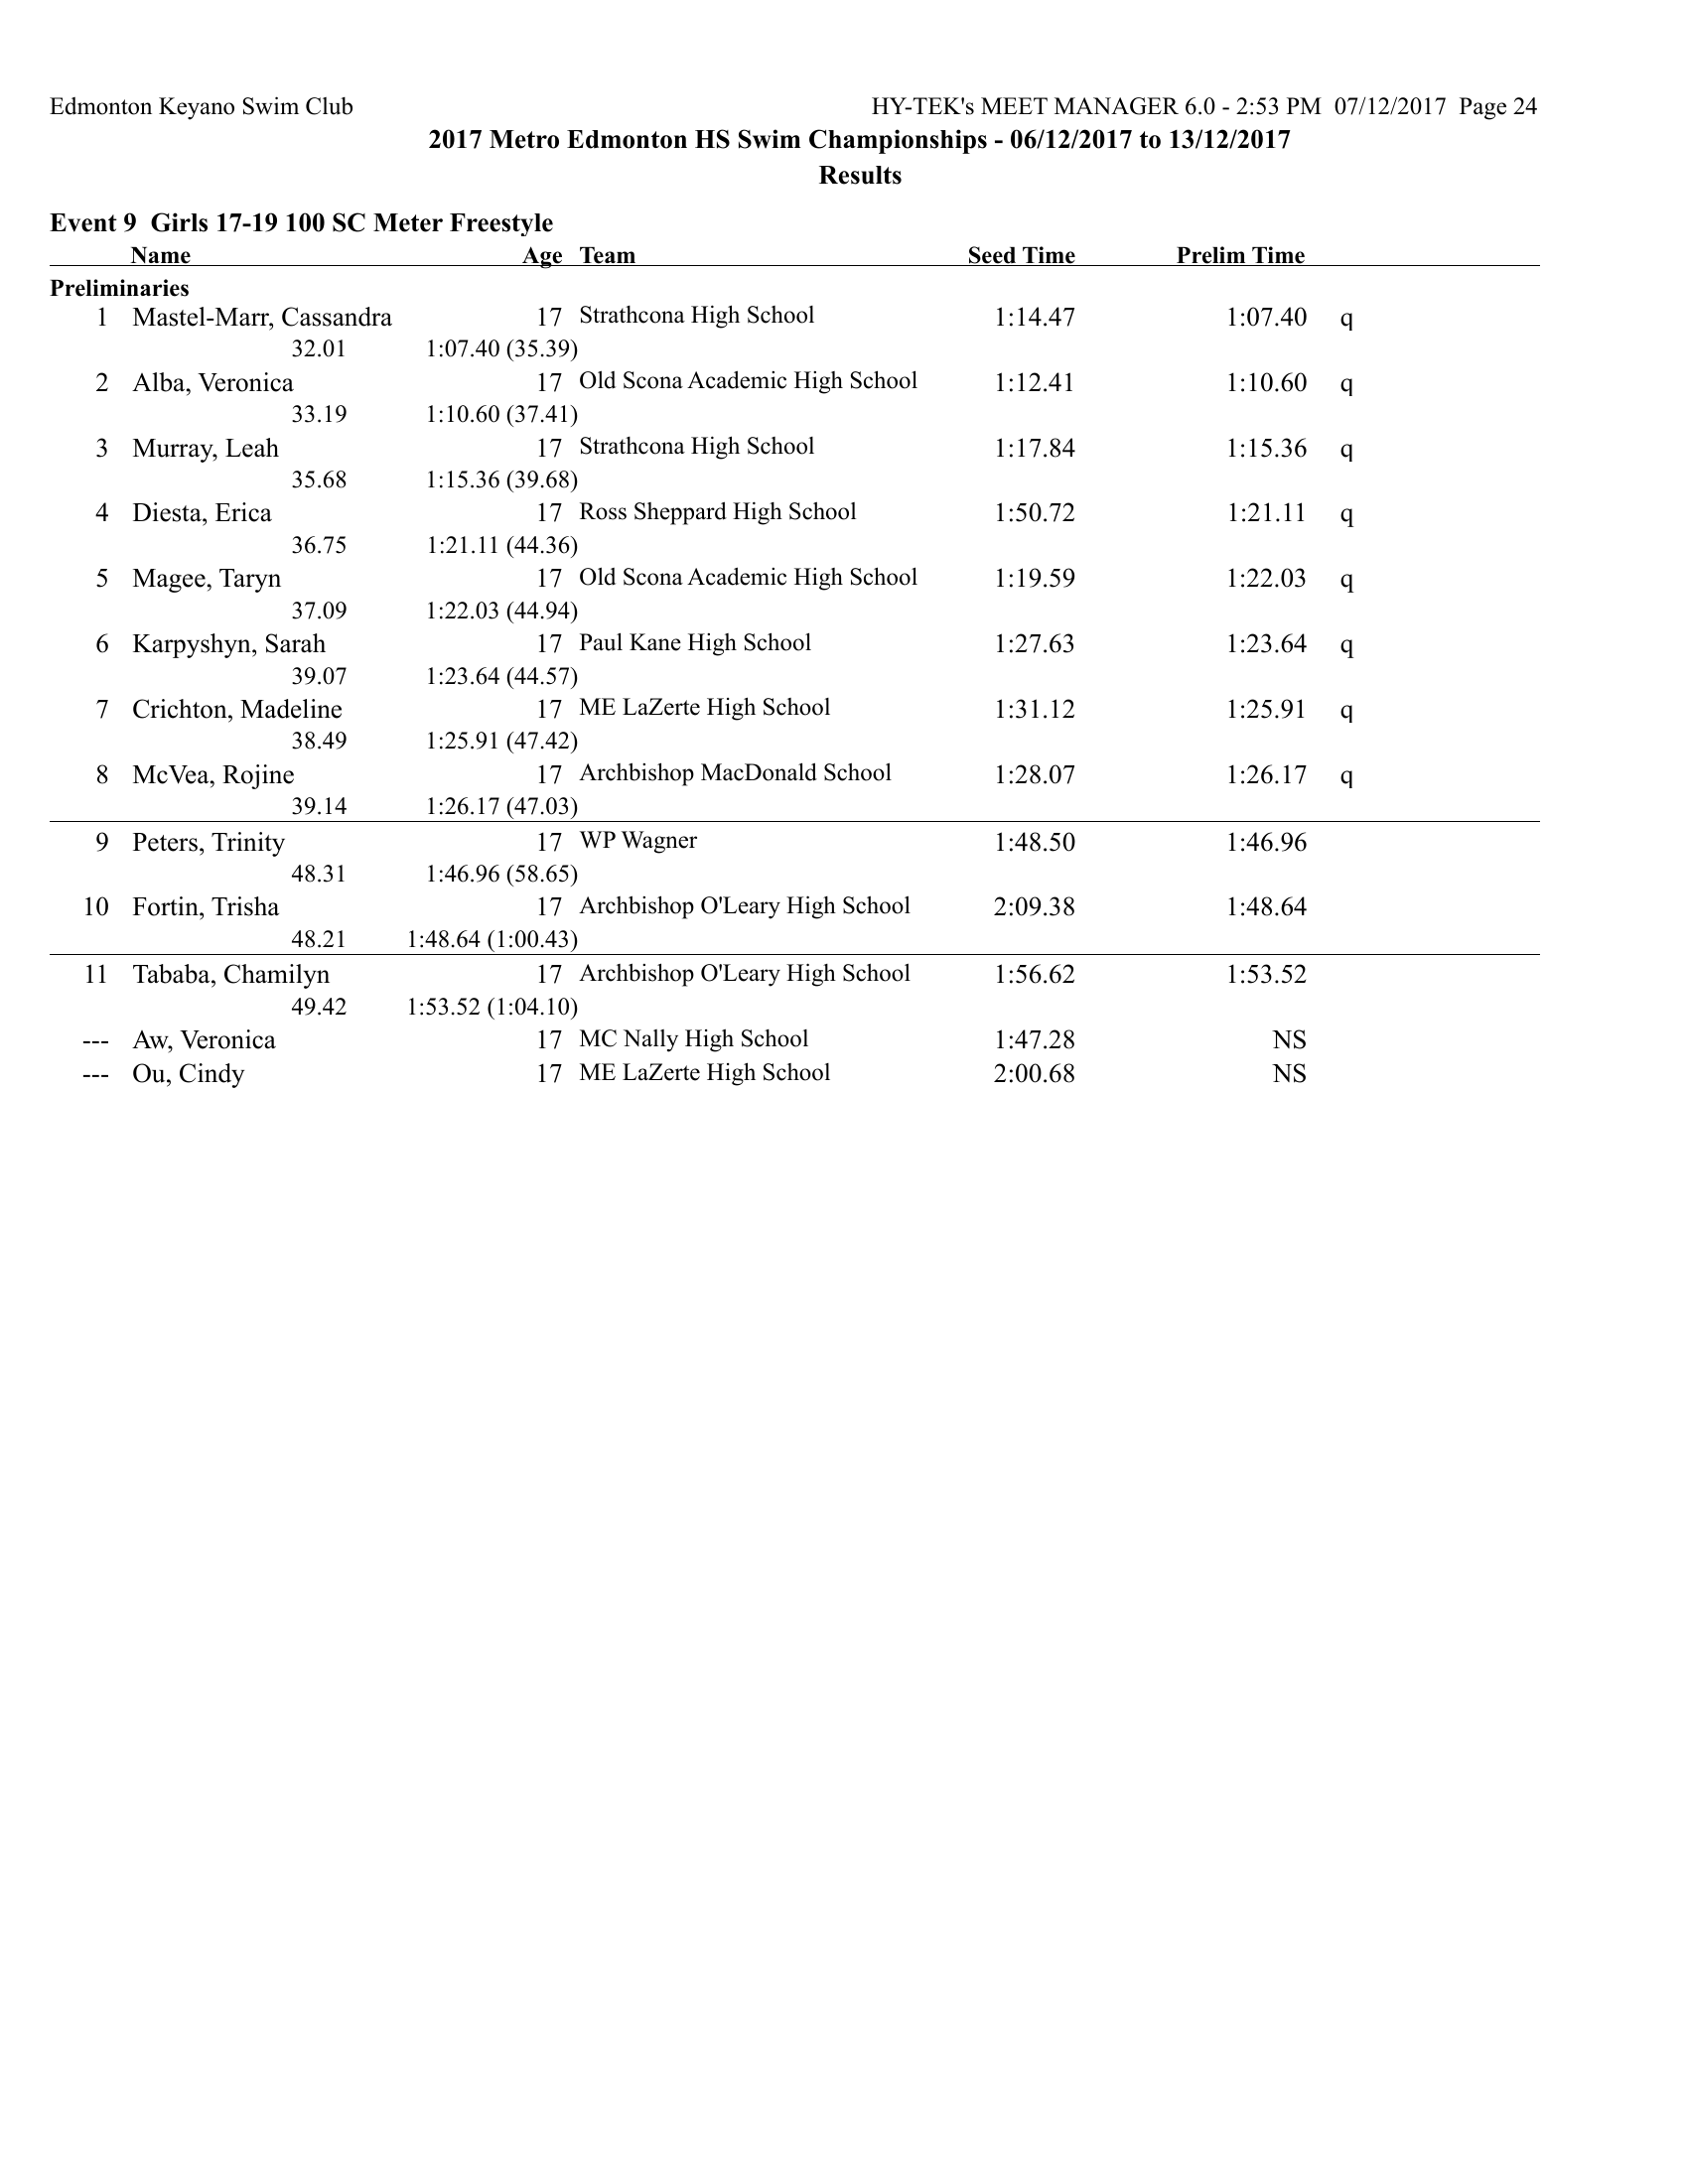 Edmonton Keyano Swim Club HY-TEK's MEET MANAGER 6.0 - 2:53 PM 07/12/2017 Page 24
2017 Metro Edmonton HS Swim Championships - 06/12/2017 to 13/12/2017
Results
Event 9 Girls 17-19 100 SC Meter Freestyle
Name Age Team Seed Time Prelim Time
Preliminaries
1 Mastel-Marr, Cassandra 17 Strathcona High School 1:14.47 1:07.40 q
32.01 1:07.40 (35.39)
2 Alba, Veronica 17 Old Scona Academic High School 1:12.41 1:10.60 q
33.19 1:10.60 (37.41)
3 Murray, Leah 17 Strathcona High School 1:17.84 1:15.36 q
35.68 1:15.36 (39.68)
4 Diesta, Erica 17 Ross Sheppard High School 1:50.72 1:21.11 q
36.75 1:21.11 (44.36)
5 Magee, Taryn 17 Old Scona Academic High School 1:19.59 1:22.03 q
37.09 1:22.03 (44.94)
6 Karpyshyn, Sarah 17 Paul Kane High School 1:27.63 1:23.64 q
39.07 1:23.64 (44.57)
7 Crichton, Madeline 17 ME LaZerte High School 1:31.12 1:25.91 q
38.49 1:25.91 (47.42)
8 McVea, Rojine 17 Archbishop MacDonald School 1:28.07 1:26.17 q
39.14 1:26.17 (47.03)
9 Peters, Trinity 17 WP Wagner 1:48.50 1:46.96
48.31 1:46.96 (58.65)
10 Fortin, Trisha 17 Archbishop O'Leary High School 2:09.38 1:48.64
48.21 1:48.64 (1:00.43)
11 Tababa, Chamilyn 17 Archbishop O'Leary High School 1:56.62 1:53.52
49.42 1:53.52 (1:04.10)
--- Aw, Veronica 17 MC Nally High School 1:47.28 NS
--- Ou, Cindy 17 ME LaZerte High School 2:00.68 NS